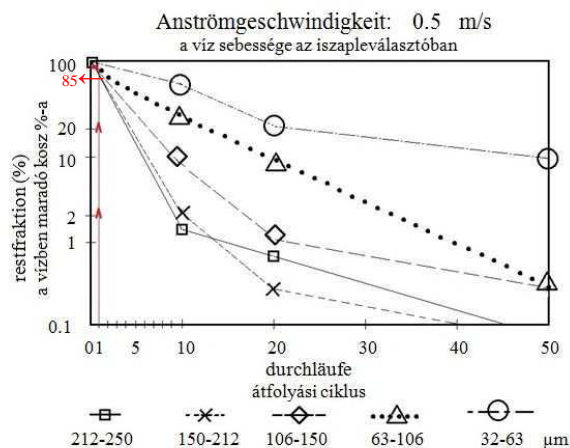 Anströmgeschwindigkeit: 0.5 m/s
a víz sebessége az iszapleválasztóban
100
85
20
10
2
1
0.1
restfraktion (%)
a vízben maradó kosz %-a
0 1 5 10 20 30 40 50
durchläufe
átfolyási ciklus
212-250 150-212 106-150 63-106 32-63 µm